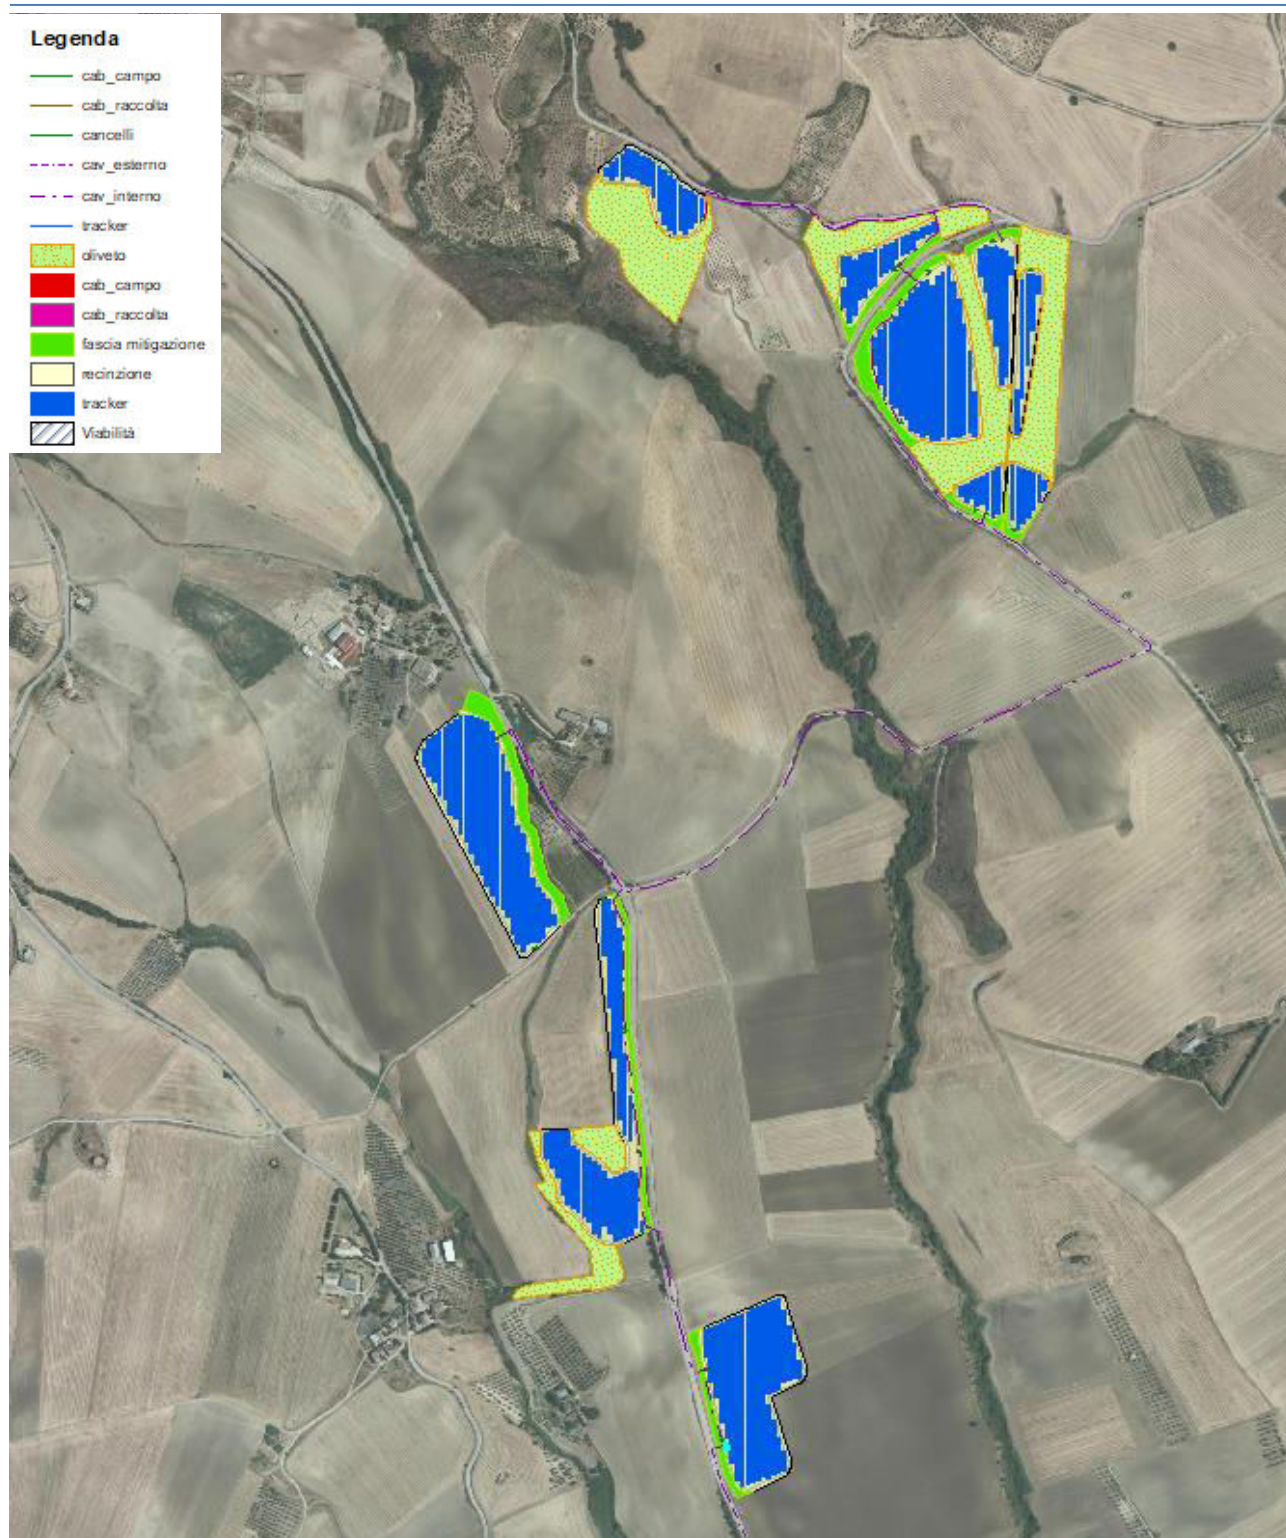 Legenda
cab_campo
cab_raccolta
cancelli
cav_esterno
cav_interno
tracker
oliveto
cab_campo
cab_raccolta
fascia mitigazione
recinzione
tracker
Viabilità